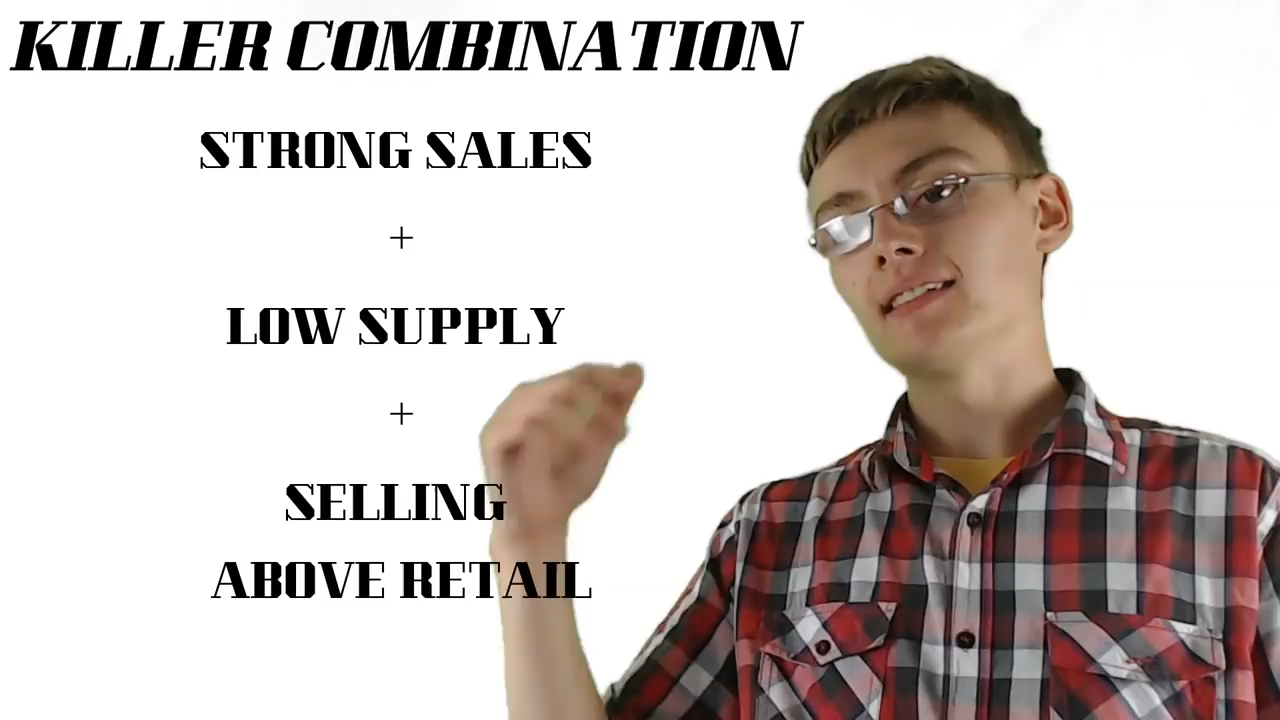 KILLER COMBINATION
STRONG SALES
+
LOW SUPPLY
+
SELLING
ABOVE RETAIL